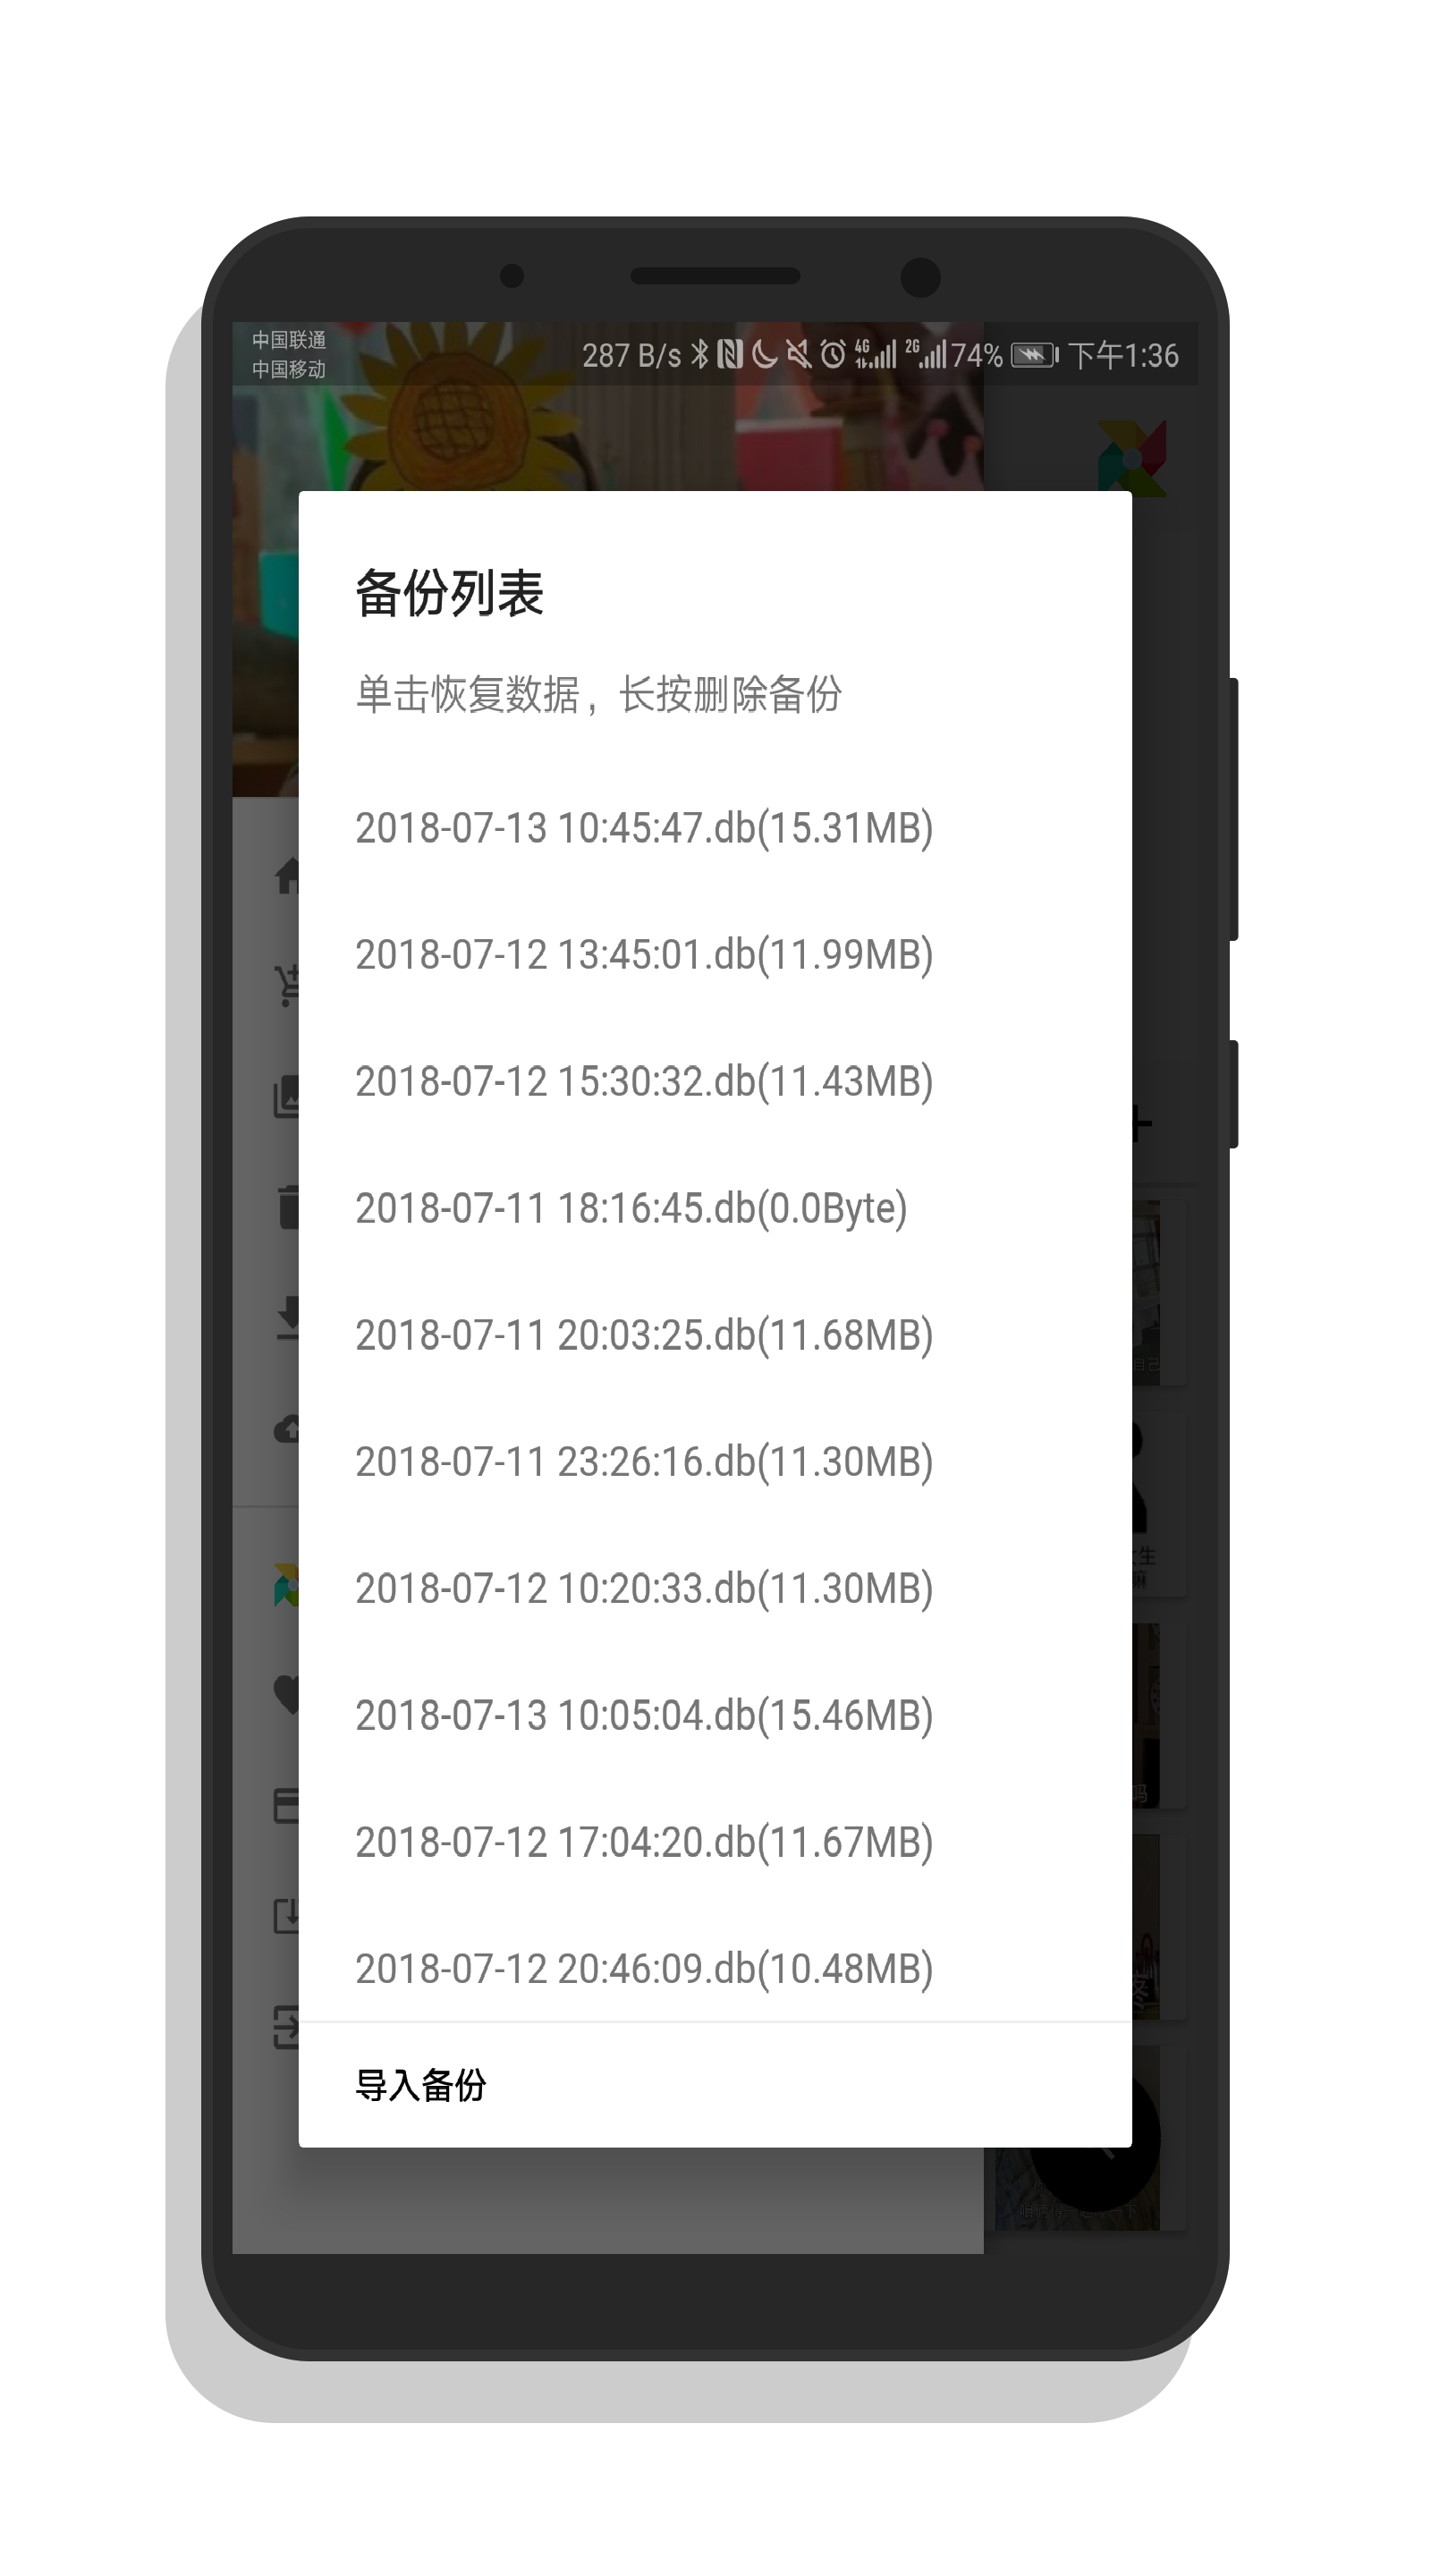 中国联通
中国移动
287 B/s 4G 2G 74% 下午1:36
备份列表
单击恢复数据，长按删除备份
2018-07-13 10:45:47.db(15.31MB)
2018-07-12 13:45:01.db(11.99MB)
2018-07-12 15:30:32.db(11.43MB)
2018-07-11 18:16:45.db(0.0Byte)
2018-07-11 20:03:25.db(11.68MB)
自己
2018-07-11 23:26:16.db(11.30MB)
2018-07-12 10:20:33.db(11.30MB)
2018-07-13 10:05:04.db(15.46MB)
吗
2018-07-12 17:04:20.db(11.67MB)
2018-07-12 20:46:09.db(10.48MB)
导入备份